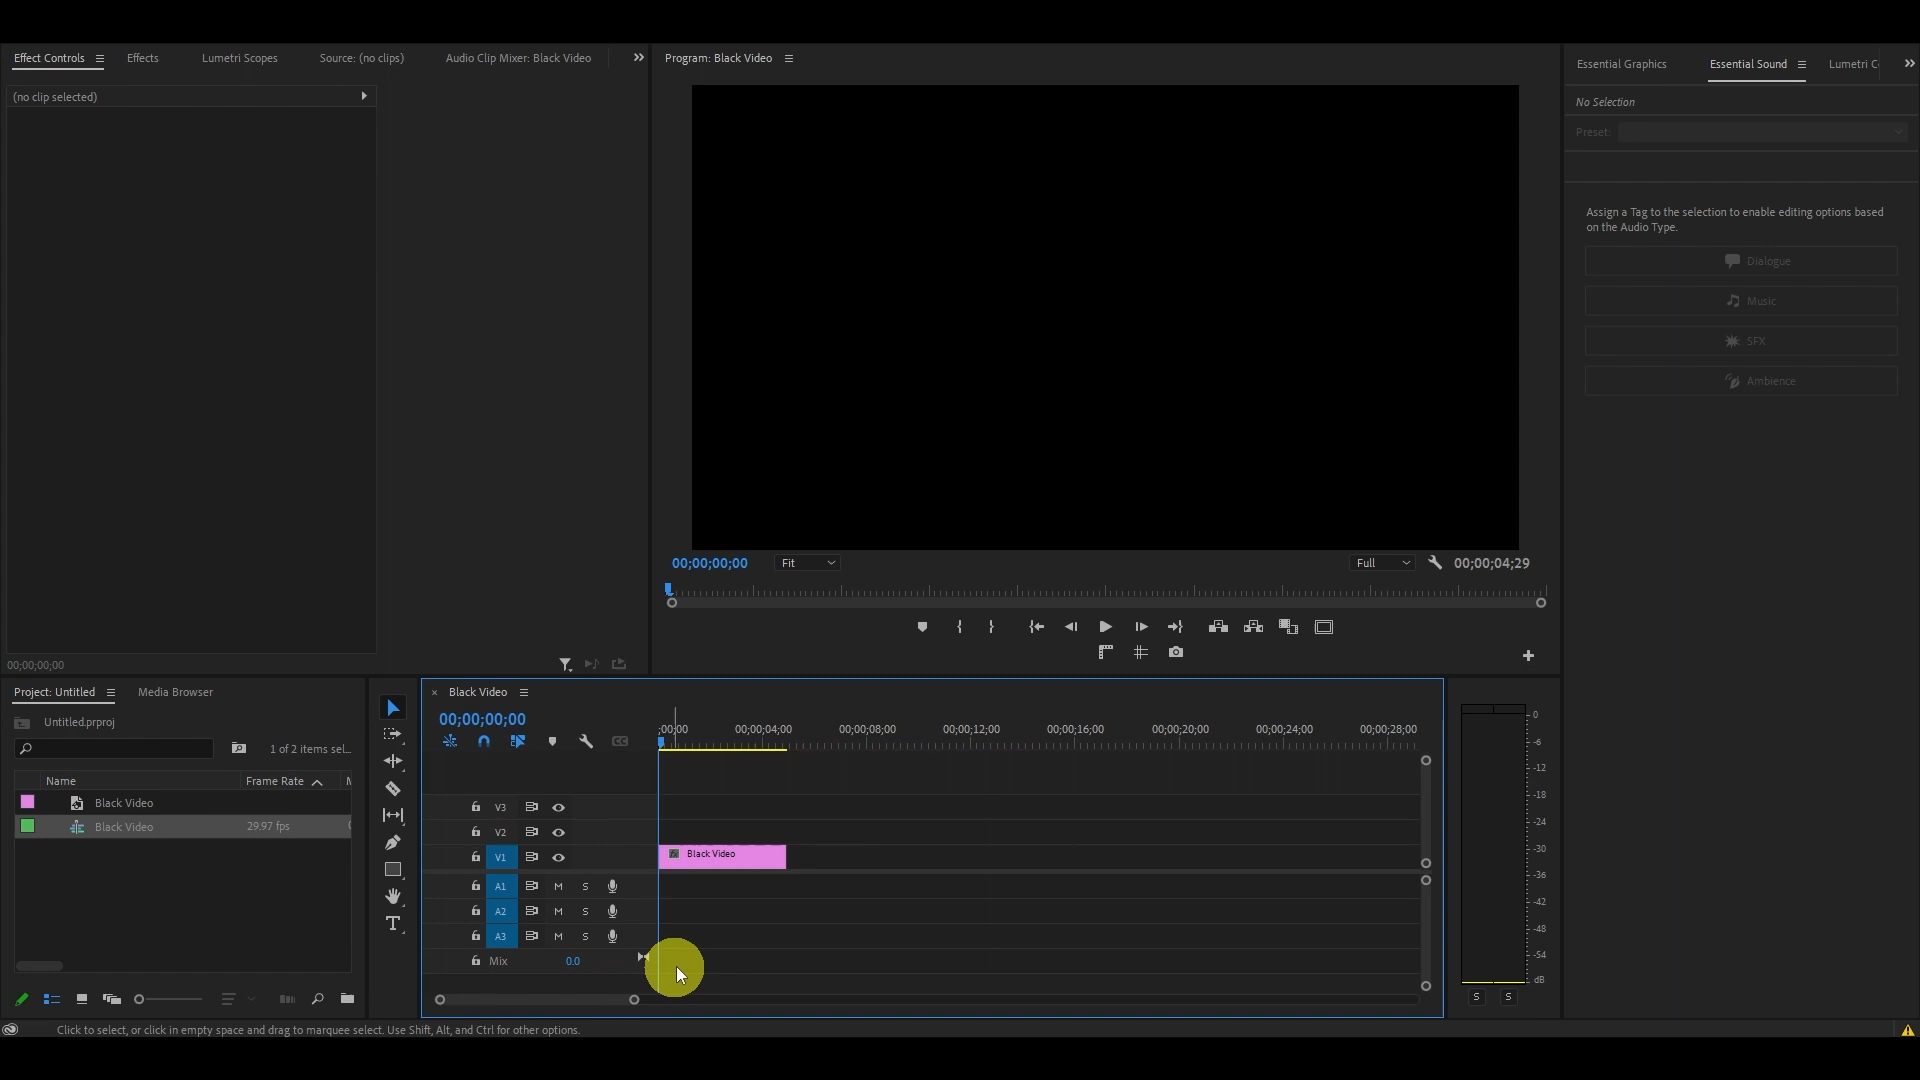 Effect Controls Effects Lumetri Scopes Source: (no clips) Audio Clip Mixer: Black Video
(no clip selected)
00;00;00;00
Program: Black Video
00;00;00;00 Fit Full 00;00;04;29
Essential Graphics Essential Sound Lumetri C
No Selection
Preset:
Assign a Tag to the selection to enable editing options based
on the Audio Type.
Dialogue
Music
SFX
Ambience
Project: Untitled Media Browser
Untitled.prproj
1 of 2 items sel...
Name Frame Rate
Black Video
Black Video 29.97 fps
Black Video
00;00;00;00
;00;00 00;00;04;00 00;00;08;00 00;00;12;00 00;00;16;00 00;00;20;00 00;00;24;00 00;00;28;00
V3
V2
V1 Black Video
A1 M S
A2 M S
A3 M S
Mix 0.0
0
-6
-12
-18
-24
-30
-36
-42
-48
-54
dB
S S
Click to select, or click in empty space and drag to marquee select. Use Shift, Alt, and Ctrl for other options.